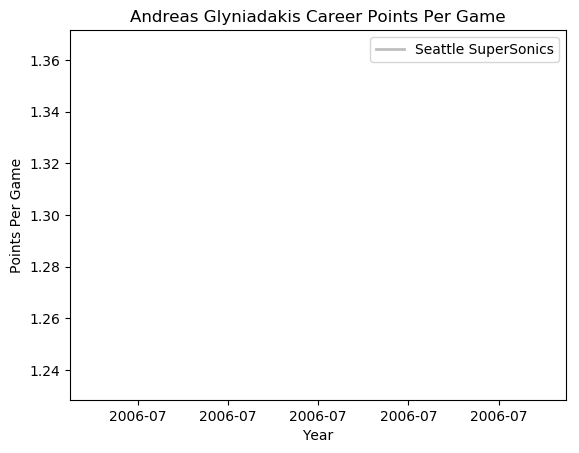 Andreas Glyniadakis Career Points Per Game
Seattle SuperSonics
Points Per Game
1.36
1.34
1.32
1.30
1.28
1.26
1.24
2006-07 2006-07 2006-07 2006-07 2006-07
Year